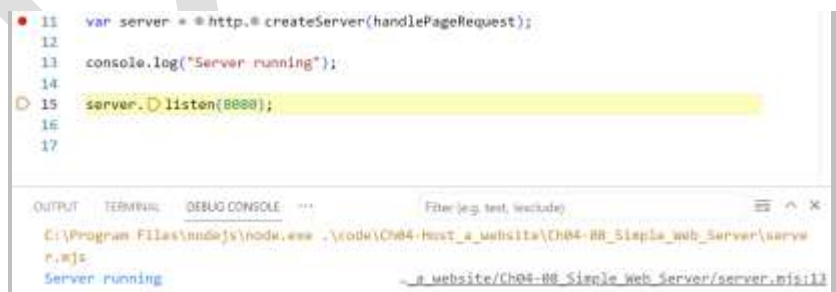 11 var server = http.createServer(handlePageRequest);
12
13 console.log("Server running");
14
15 server.listen(8080);
16
17
OUTPUT TERMINAL DEBUG CONSOLE ··· Filter (e.g. text, !exclude)
C:\Program Files\nodejs\node.exe .\code\Ch04-Host_a_website\Ch04-08_Simple_Web_Server\serve
r.mjs
Server running …_a_website/Ch04-08_Simple_Web_Server/server.mjs:13